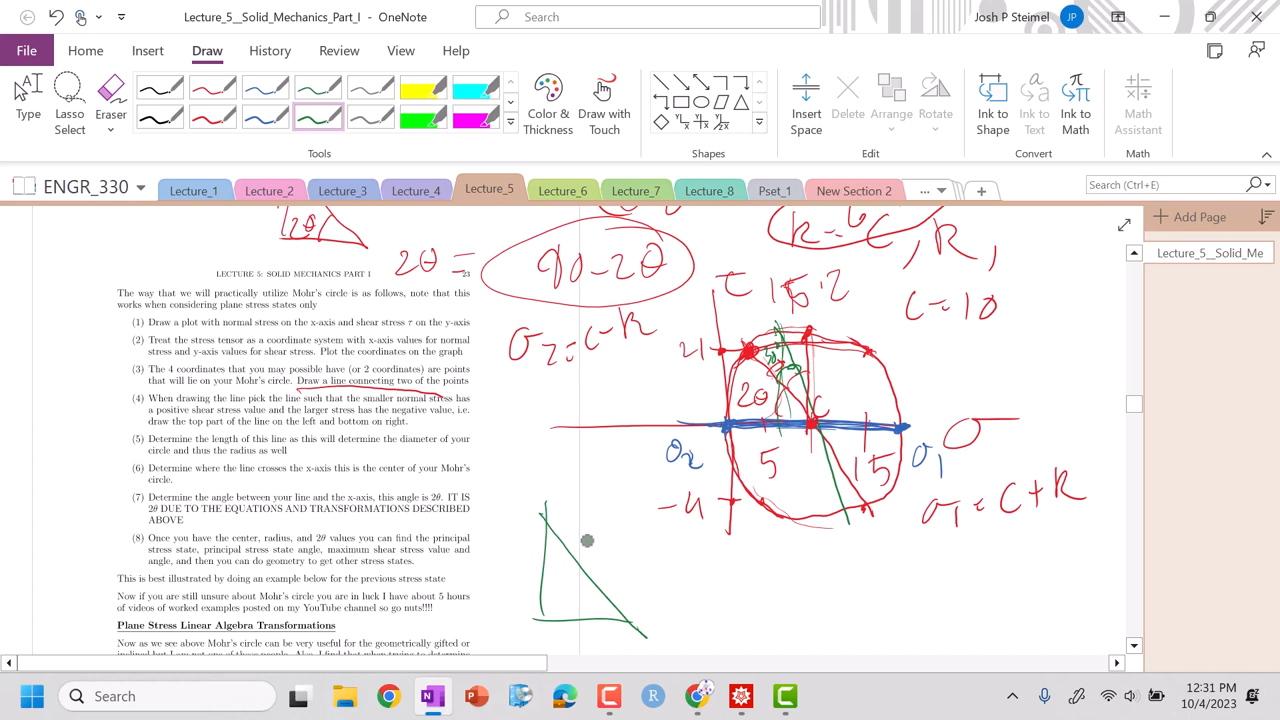 Lecture_5__Solid_Mechanics_Part_I - OneNote
Search
Josh P Steimel
JP
File
Home
Insert
Draw
History
Review
View
Help
Type
Lasso Select
Eraser
Color & Thickness
Draw with Touch
Insert Space
Delete
Arrange
Rotate
Ink to Shape
Ink to Text
Ink to Math
Math Assistant
Tools
Shapes
Edit
Convert
Math
ENGR_330
Lecture_1
Lecture_2
Lecture_3
Lecture_4
Lecture_5
Lecture_6
Lecture_7
Lecture_8
Pset_1
New Section 2
...
Search (Ctrl+E)
Add Page
Lecture_5__Solid_Me
2θ
2θ = 90-2θ
LECTURE 5: SOLID MECHANICS PART I
23
The way that we will practically utilize Mohr's circle is as follows, note that this
works when considering plane stress states only
(1) Draw a plot with normal stress on the x-axis and shear stress τ on the y-axis
(2) Treat the stress tensor as a coordinate system with x-axis values for normal
stress and y-axis values for shear stress. Plot the coordinates on the graph
(3) The 4 coordinates that you may possible have (or 2 coordinates) are points
that will lie on your Mohr's circle. Draw a line connecting two of the points
(4) When drawing the line pick the line such that the smaller normal stress has
a positive shear stress value and the larger stress has the negative value, i.e.
draw the top part of the line on the left and bottom on right.
(5) Determine the length of this line as this will determine the diameter of your
circle and thus the radius as well
(6) Determine where the line crosses the x-axis this is the center of your Mohr's
circle.
(7) Determine the angle between your line and the x-axis, this angle is 2θ. IT IS
2θ DUE TO THE EQUATIONS AND TRANSFORMATIONS DESCRIBED
ABOVE
(8) Once you have the center, radius, and 2θ values you can find the principal
stress state, principal stress state angle, maximum shear stress value and
angle, and then you can do geometry to get other stress states.
This is best illustrated by doing an example below for the previous stress state
Now if you are still unsure about Mohr's circle you are in luck I have about 5 hours
of videos of worked examples posted on my YouTube channel so go nuts!!!!
Plane Stress Linear Algebra Transformations
Now as we see above Mohr's circle can be very useful for the geometrically gifted or
C, R,
τ
C=10
σ2=C-R
2θ
C
σ
σ2
5
15
σ1
σ1=C+R
-4
Search
12:31 PM
10/4/2023